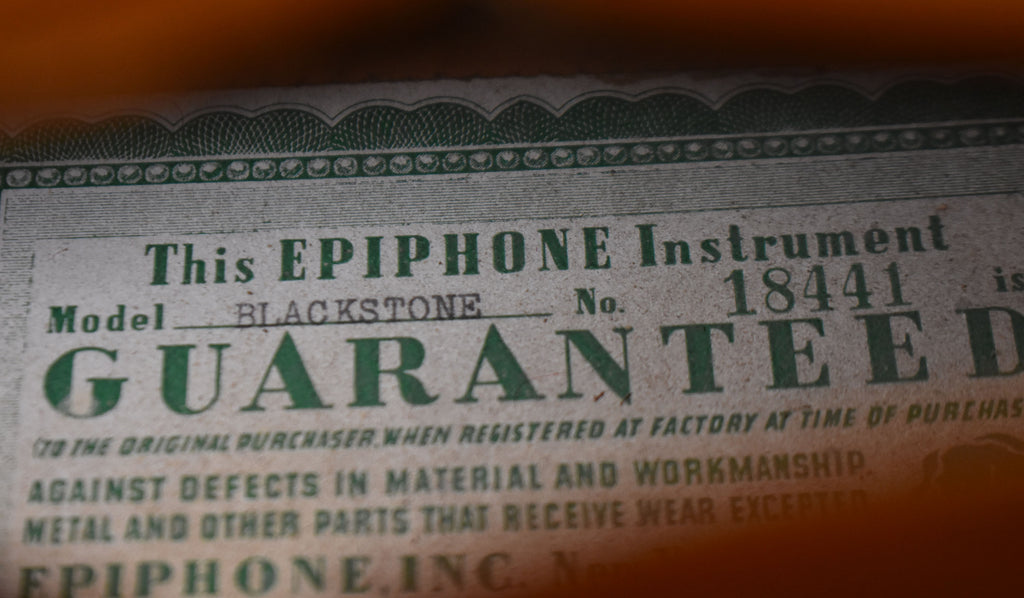 This EPIPHONE Instrument
Model BLACKSTONE No. 18441 is
GUARANTEED
(TO THE ORIGINAL PURCHASER, WHEN REGISTERED AT FACTORY AT TIME OF PURCHAS
AGAINST DEFECTS IN MATERIAL AND WORKMANSHIP.
METAL AND OTHER PARTS THAT RECEIVE WEAR EXCEPTED
EPIPHONE, INC.